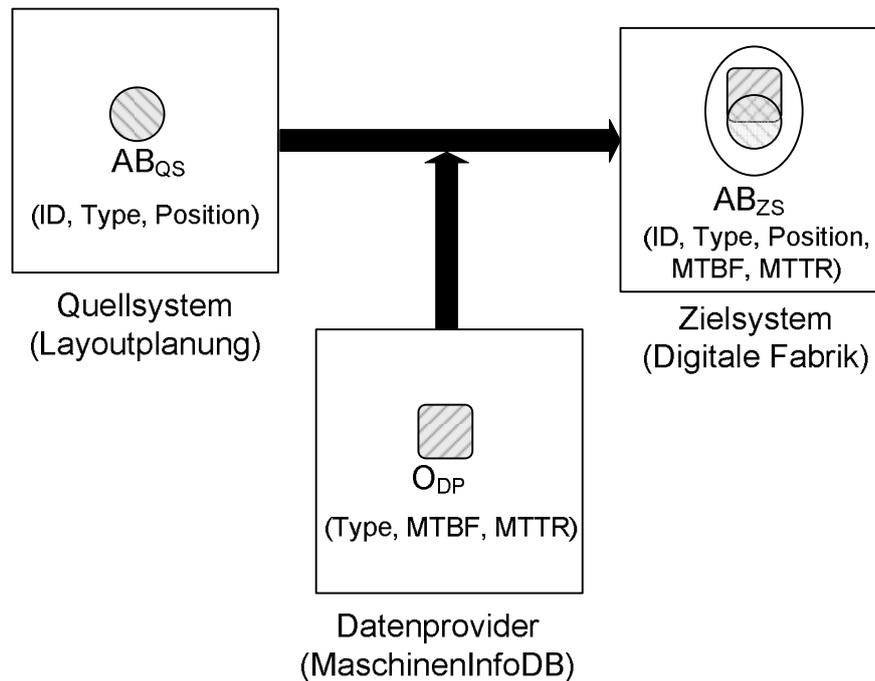 AB_QS
(ID, Type, Position)
Quellsystem
(Layoutplanung)
AB_ZS
(ID, Type, Position,
MTBF, MTTR)
Zielsystem
(Digitale Fabrik)
O_DP
(Type, MTBF, MTTR)
Datenprovider
(MaschinenInfoDB)